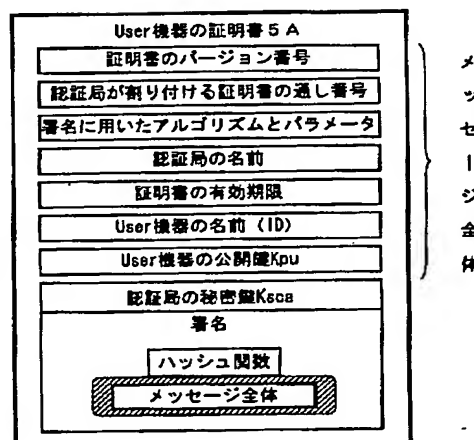 User機器の証明書5A
証明書のバージョン番号
認証局が割り付ける証明書の通し番号
署名に用いたアルゴリズムとパラメータ
認証局の名前
証明書の有効期限
User機器の名前（ID）
User機器の公開鍵Kpu
認証局の秘密鍵Ksca
署名
ハッシュ関数
メッセージ全体
メッセージ全体